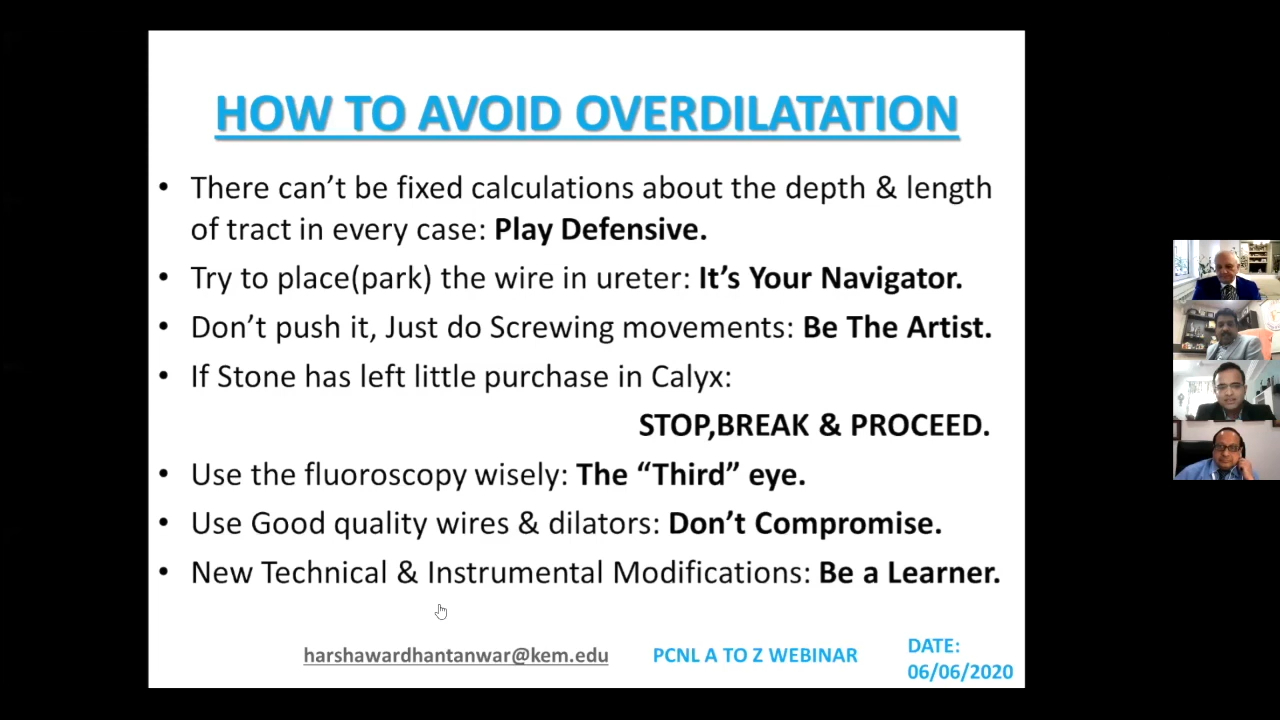 HOW TO AVOID OVERDILATATION
• There can't be fixed calculations about the depth & length
of tract in every case: Play Defensive.
• Try to place(park) the wire in ureter: It's Your Navigator.
• Don't push it, Just do Screwing movements: Be The Artist.
• If Stone has left little purchase in Calyx:
STOP,BREAK & PROCEED.
• Use the fluoroscopy wisely: The “Third” eye.
• Use Good quality wires & dilators: Don't Compromise.
• New Technical & Instrumental Modifications: Be a Learner.
harshawardhantanwar@kem.edu
PCNL A TO Z WEBINAR
DATE:
06/06/2020